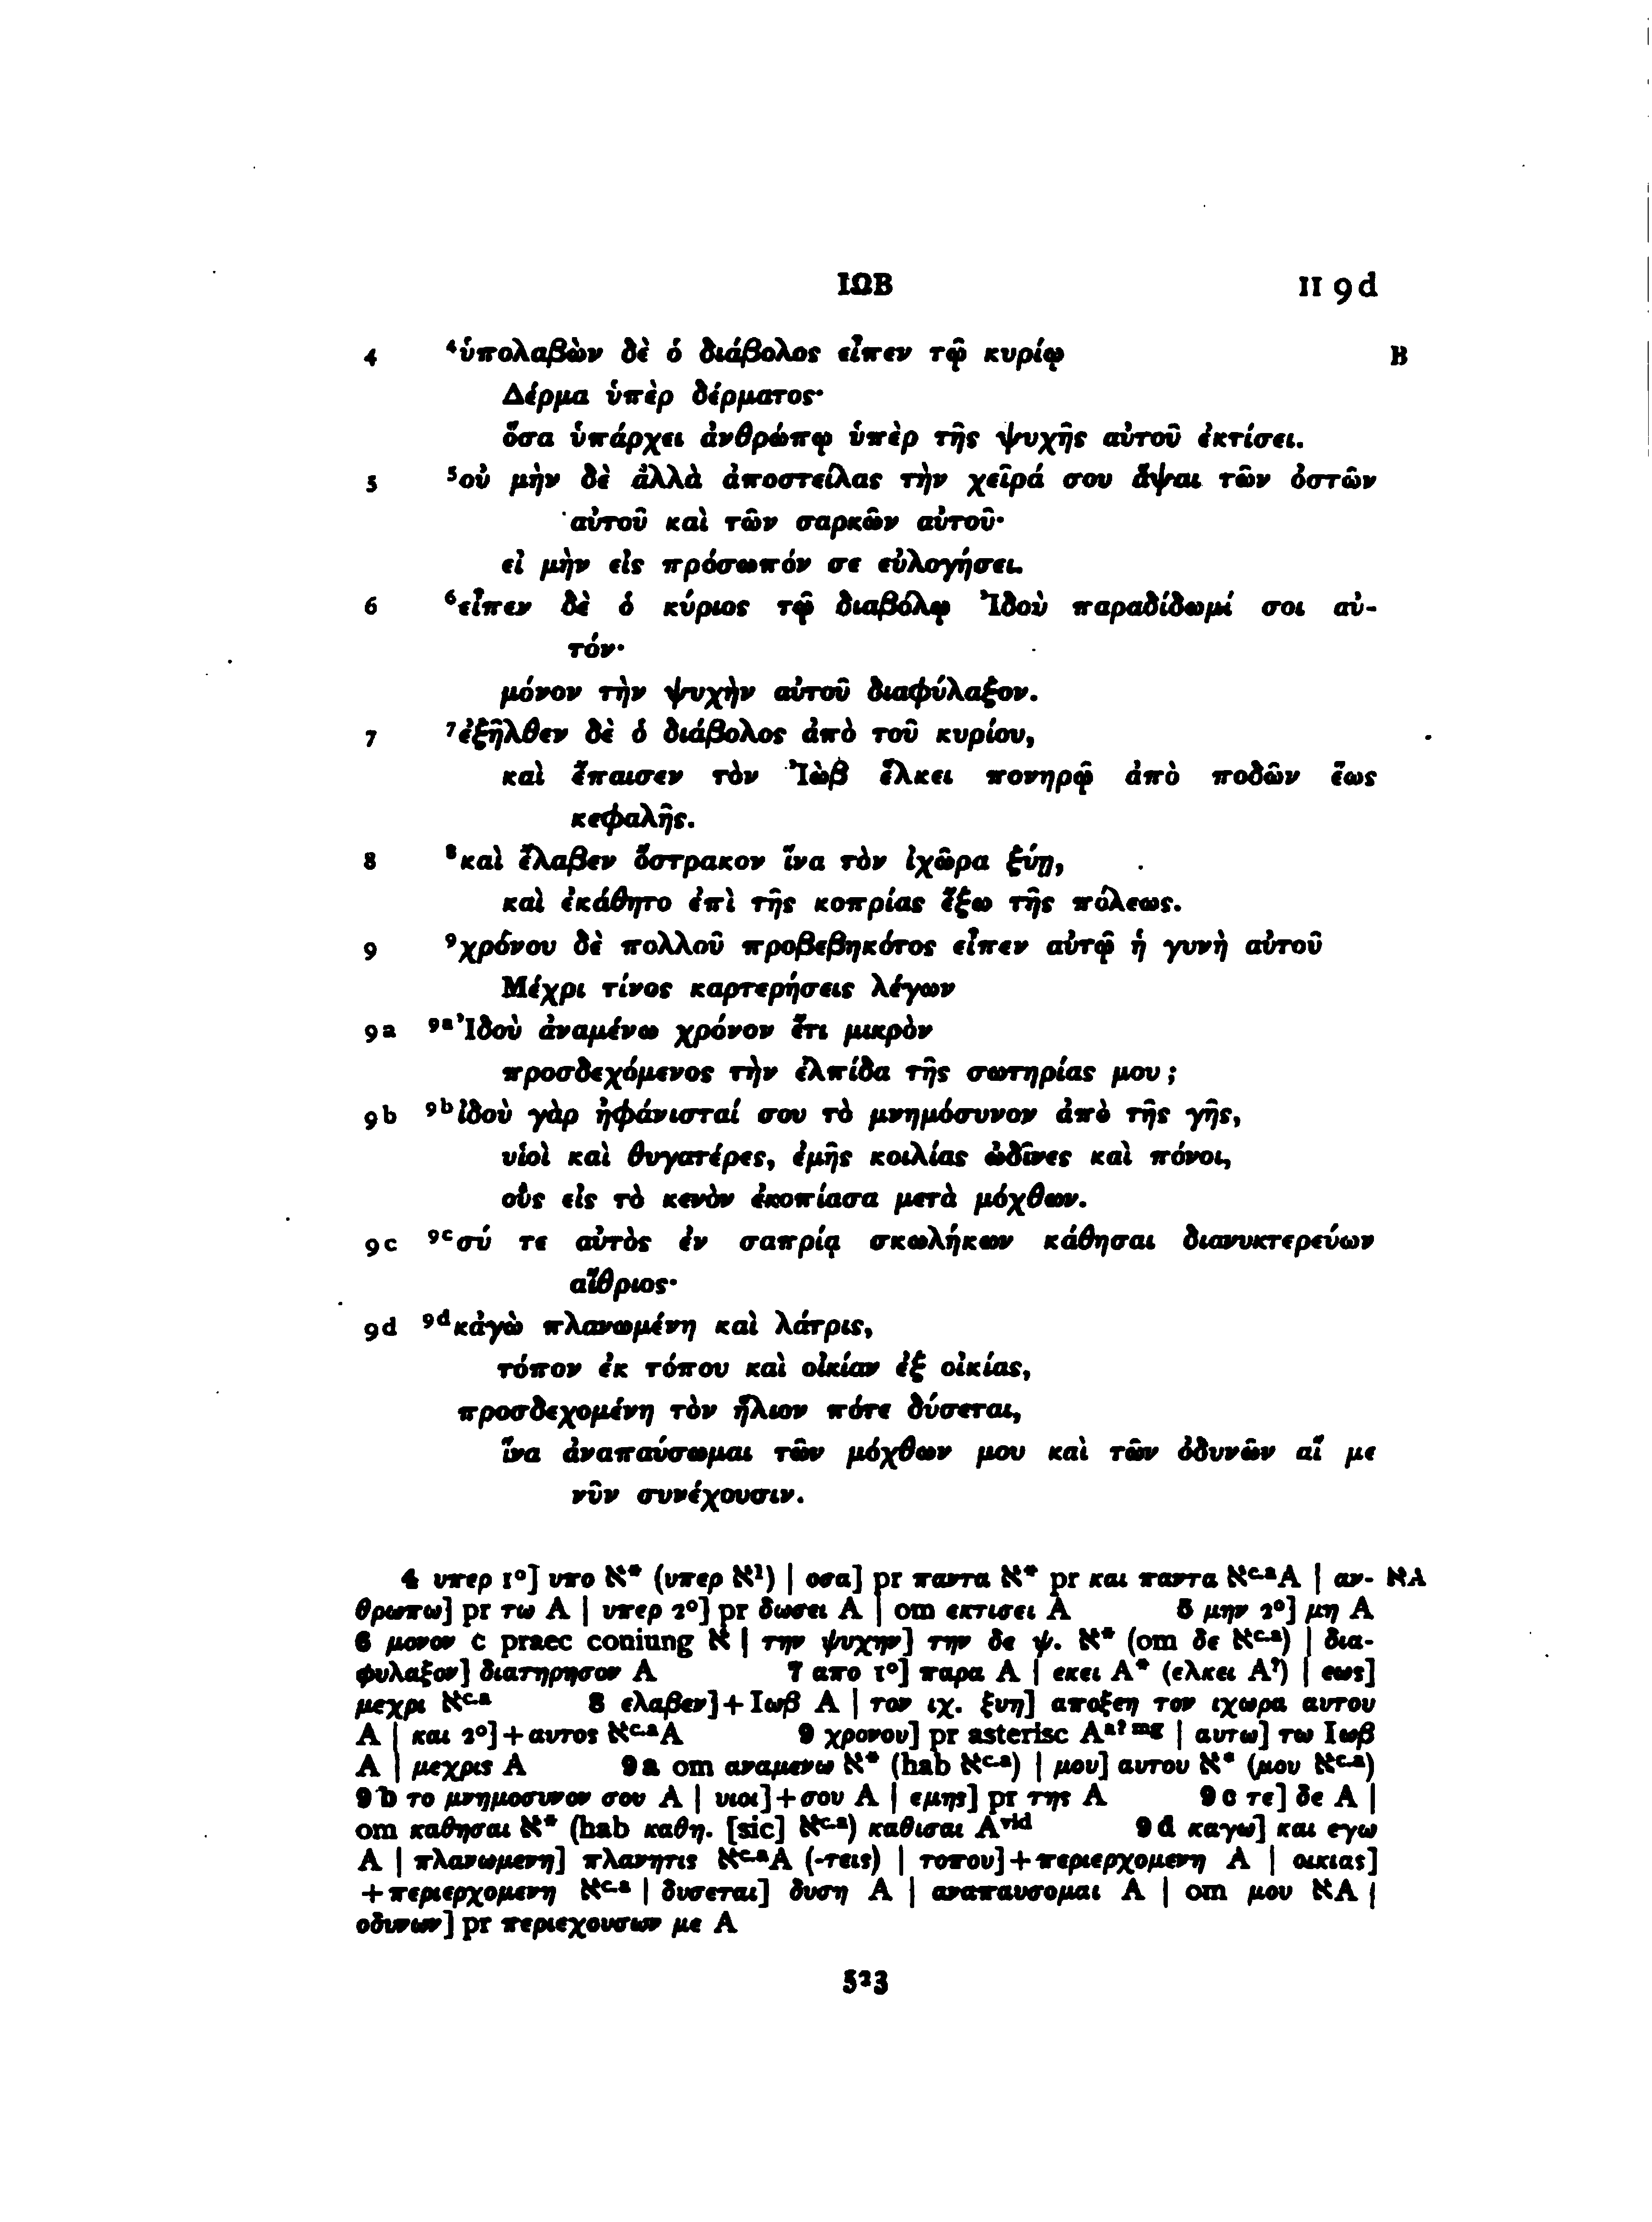 ΙΩΒ II 9d
4 ⁴ὑπολαβὼν δὲ ὁ διάβολος εἶπεν τῷ κυρίῳ B
Δέρμα ὑπὲρ δέρματος·
ὅσα ὑπάρχει ἀνθρώπῳ ὑπὲρ τῆς ψυχῆς αὐτοῦ ἐκτίσει.
5 ⁵οὐ μὴν δὲ ἀλλὰ ἀποστείλας τὴν χεῖρά σου ἅψαι τῶν ὀστῶν
αὐτοῦ καὶ τῶν σαρκῶν αὐτοῦ·
εἰ μὴν εἰς πρόσωπόν σε εὐλογήσει.
6 ⁶εἶπεν δὲ ὁ κύριος τῷ διαβόλῳ Ἰδοὺ παραδίδωμί σοι αὐ-
τόν·
μόνον τὴν ψυχὴν αὐτοῦ διαφύλαξον.
7 ⁷ἐξῆλθεν δὲ ὁ διάβολος ἀπὸ τοῦ κυρίου,
καὶ ἔπαισεν τὸν Ἰὼβ ἕλκει πονηρῷ ἀπὸ ποδῶν ἕως
κεφαλῆς.
8 ⁸καὶ ἔλαβεν ὄστρακον ἵνα τὸν ἰχῶρα ξύῃ,
καὶ ἐκάθητο ἐπὶ τῆς κοπρίας ἔξω τῆς πόλεως.
9 ⁹χρόνου δὲ πολλοῦ προβεβηκότος εἶπεν αὐτῷ ἡ γυνὴ αὐτοῦ
Μέχρι τίνος καρτερήσεις λέγων
9a ⁹ᵃἸδοὺ ἀναμένω χρόνον ἔτι μικρὸν
προσδεχόμενος τὴν ἐλπίδα τῆς σωτηρίας μου ;
9b ⁹ᵇἰδοὺ γὰρ ἠφάνισταί σου τὸ μνημόσυνον ἀπὸ τῆς γῆς,
υἱοὶ καὶ θυγατέρες, ἐμῆς κοιλίας ὠδῖνες καὶ πόνοι,
οὓς εἰς τὸ κενὸν ἐκοπίασα μετὰ μόχθων.
9c ⁹ᶜσύ τε αὐτὸς ἐν σαπρίᾳ σκωλήκων κάθησαι διανυκτερεύων
αἴθριος·
9d ⁹ᵈκἀγὼ πλανωμένη καὶ λάτρις,
τόπον ἐκ τόπου καὶ οἰκίαν ἐξ οἰκίας,
προσδεχομένη τὸν ἥλιον πότε δύσεται,
ἵνα ἀναπαύσωμαι τῶν μόχθων μου καὶ τῶν ὀδυνῶν αἵ με
νῦν συνέχουσιν.
4 υπερ 1°] υπο א* (υπερ א¹) | οσα] pr παντα א* pr και παντα אᶜ·ᵃA | αν- אA
θρωπω] pr τω A | υπερ 2°] pr δωσει A | om εκτισει A 5 μην 2°] μη A
6 μονον c praec coniung א | την ψυχην] την δε ψ. א* (om δε אᶜ·ᵃ) | δια-
φυλαξον] διατηρησον A 7 απο 1°] παρα A | εκει A* (ελκει A?) | εως]
μεχρι אᶜ·ᵃ 8 ελαβεν]+Ιωβ A | τον ιχ. ξυη] αποξεη τον ιχωρα αυτου
A | και 2°]+αυτος אᶜ·ᵃA 9 χρονου] pr asterisc Aᵃ? ᵐᵍ | αυτω] τω Ιωβ
A | μεχρις A 9a om αναμενω א* (hab אᶜ·ᵃ) | μου] αυτου א* (μου אᶜ·ᵃ)
9b το μνημοσυνον σου A | υιοι]+σου A | εμης] pr της A 9c τε] δε A |
om καθησαι א* (hab καθη. [sic] אᶜ·ᵃ) καθισαι Aᵛⁱᵈ 9d καγω] και εγω
A | πλανωμενη] πλανητις אᶜ·ᵃA (-τεις) | τοπου]+περιερχομενη A | οικιας]
+περιερχομενη אᶜ·ᵃ | δυσεται] δυση A | αναπαυσομαι A | om μου אA |
οδυνων] pr περιεχουσων με A
523